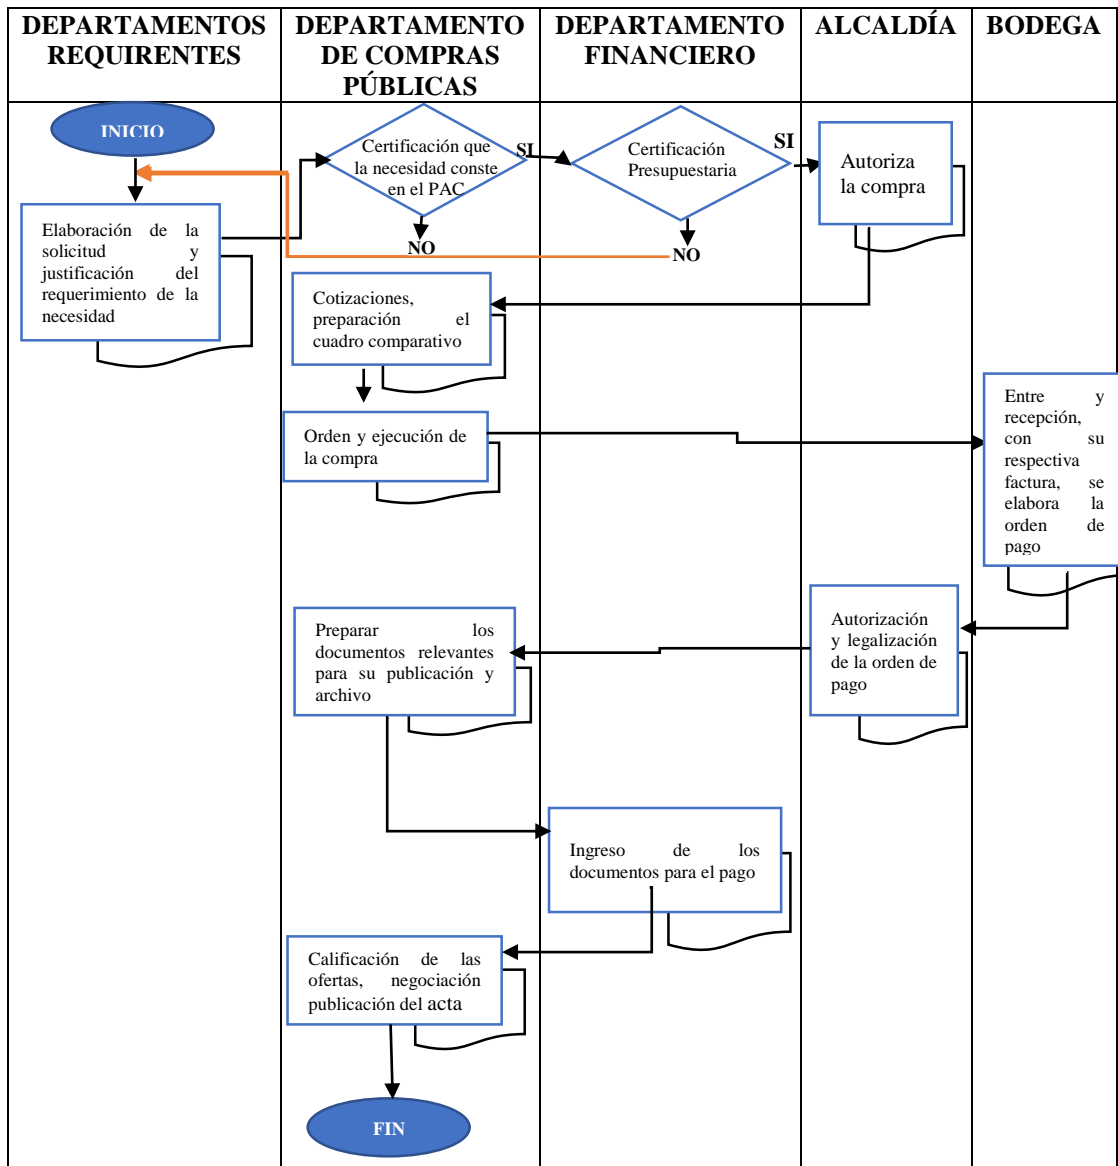 DEPARTAMENTOS
REQUIRENTES
DEPARTAMENTO
DE COMPRAS
PÚBLICAS
DEPARTAMENTO
FINANCIERO
ALCALDÍA
BODEGA
INICIO
Certificación que
la necesidad conste
en el PAC
SI
NO
Certificación
Presupuestaria
SI
NO
Autoriza
la compra
Elaboración de la
solicitud y
justificación del
requerimiento de la
necesidad
Cotizaciones,
preparación el
cuadro comparativo
Orden y ejecución de
la compra
Entre y
recepción,
con su
respectiva
factura, se
elabora la
orden de
pago
Autorización
y legalización
de la orden de
pago
Preparar los
documentos relevantes
para su publicación y
archivo
Ingreso de los
documentos para el pago
Calificación de las
ofertas, negociación
publicación del acta
FIN